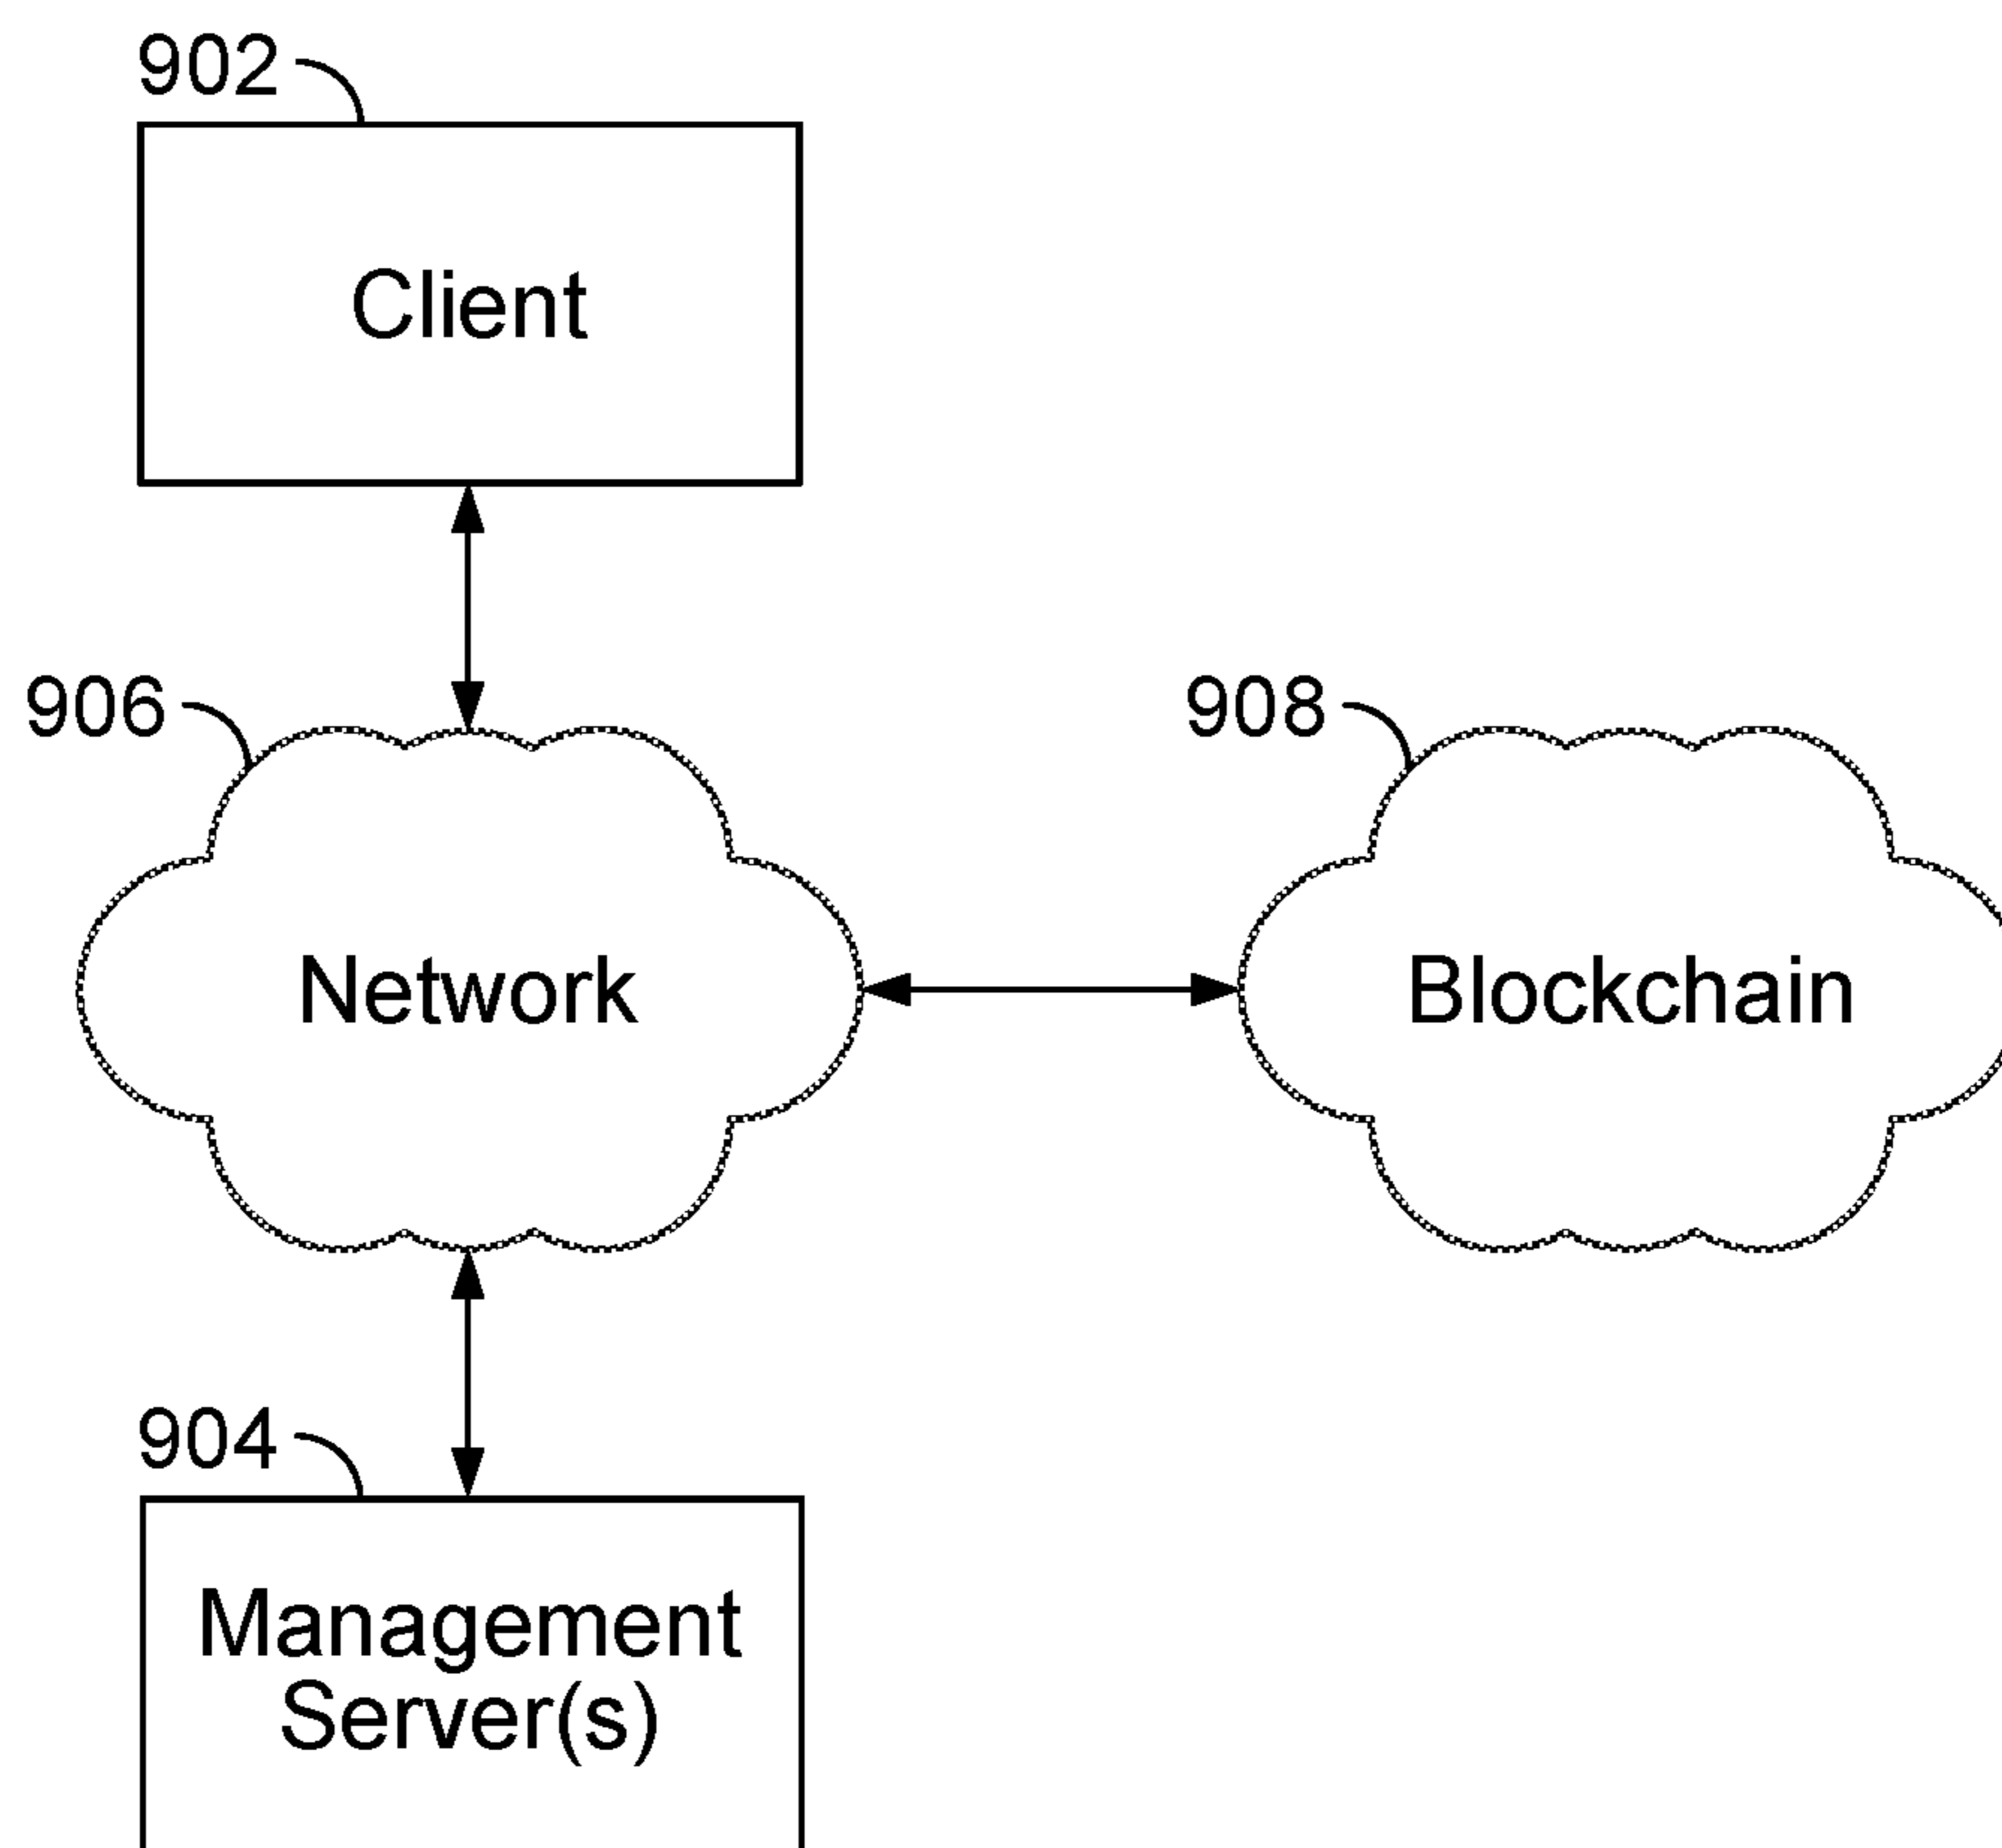 902
Client
906
908
Network
Blockchain
904
Management
Server(s)